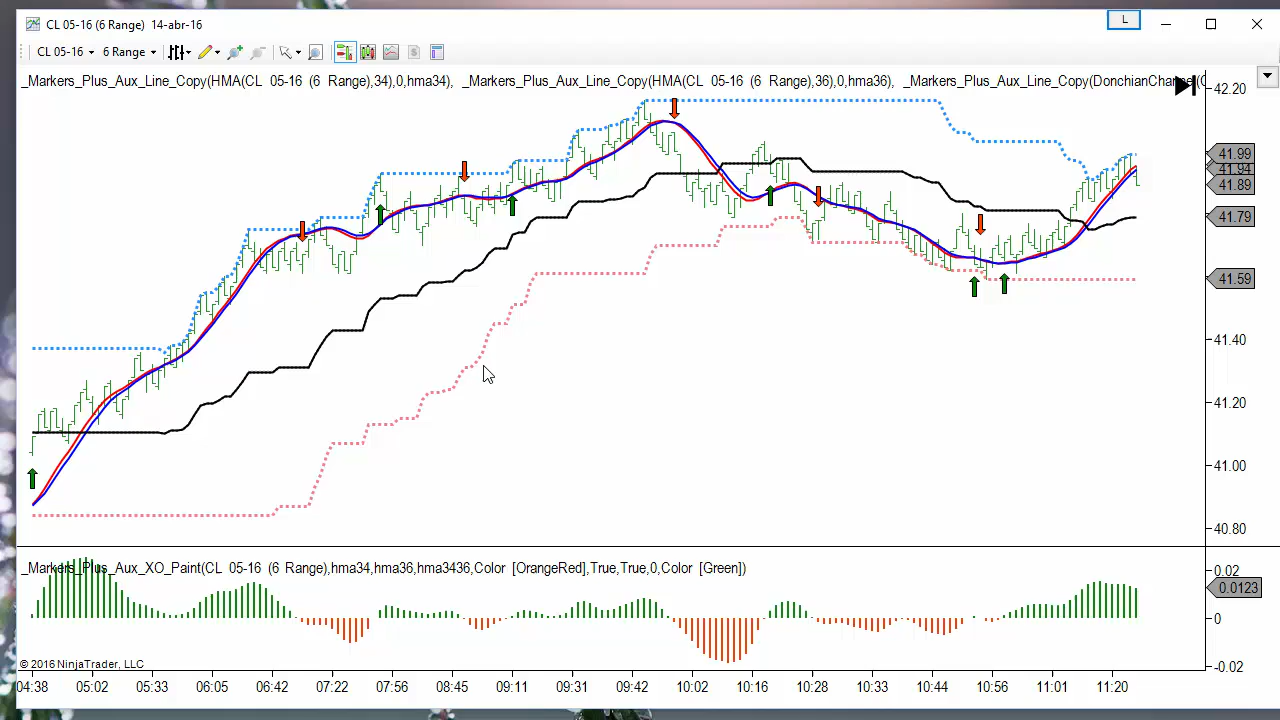 CL 05-16 (6 Range) 14-abr-16
L
CL 05-16 6 Range
$
_Markers_Plus_Aux_Line_Copy(HMA(CL 05-16 (6 Range),34),0,hma34), _Markers_Plus_Aux_Line_Copy(HMA(CL 05-16 (6 Range),36),0,hma36), _Markers_Plus_Aux_Line_Copy(DonchianChannel(C
42.20
41.99
41.94
41.89
41.79
41.59
41.40
41.20
41.00
40.80
_Markers_Plus_Aux_XO_Paint(CL 05-16 (6 Range),hma34,hma36,hma3436,Color [OrangeRed],True,True,0,Color [Green])
0.02
0.0123
0
-0.02
© 2016 NinjaTrader, LLC
04:38 05:02 05:33 06:05 06:42 07:22 07:56 08:45 09:11 09:31 09:42 10:02 10:16 10:28 10:33 10:44 10:56 11:01 11:20